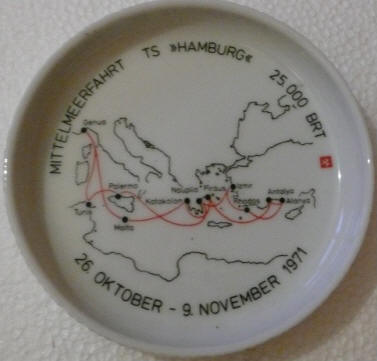 MITTELMEERFAHRT TS »HAMBURG« 25.000 BRT
Genua
Palermo
Tunis
Malta
Katakolon
Nauplia
Piräus
Izmir
Rhodos
Antalya
Alanya
26. OKTOBER - 9. NOVEMBER 1971